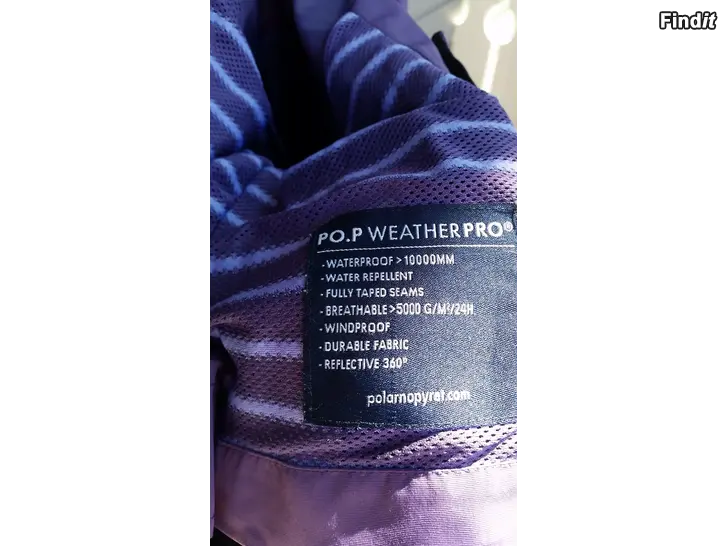 Findit
PO.P WEATHERPRO®
- WATERPROOF > 10000MM
- WATER REPELLENT
- FULLY TAPED SEAMS
- BREATHABLE>5000 G/M²/24H
- WINDPROOF
- DURABLE FABRIC
- REFLECTIVE 360°
polarnopyret.com